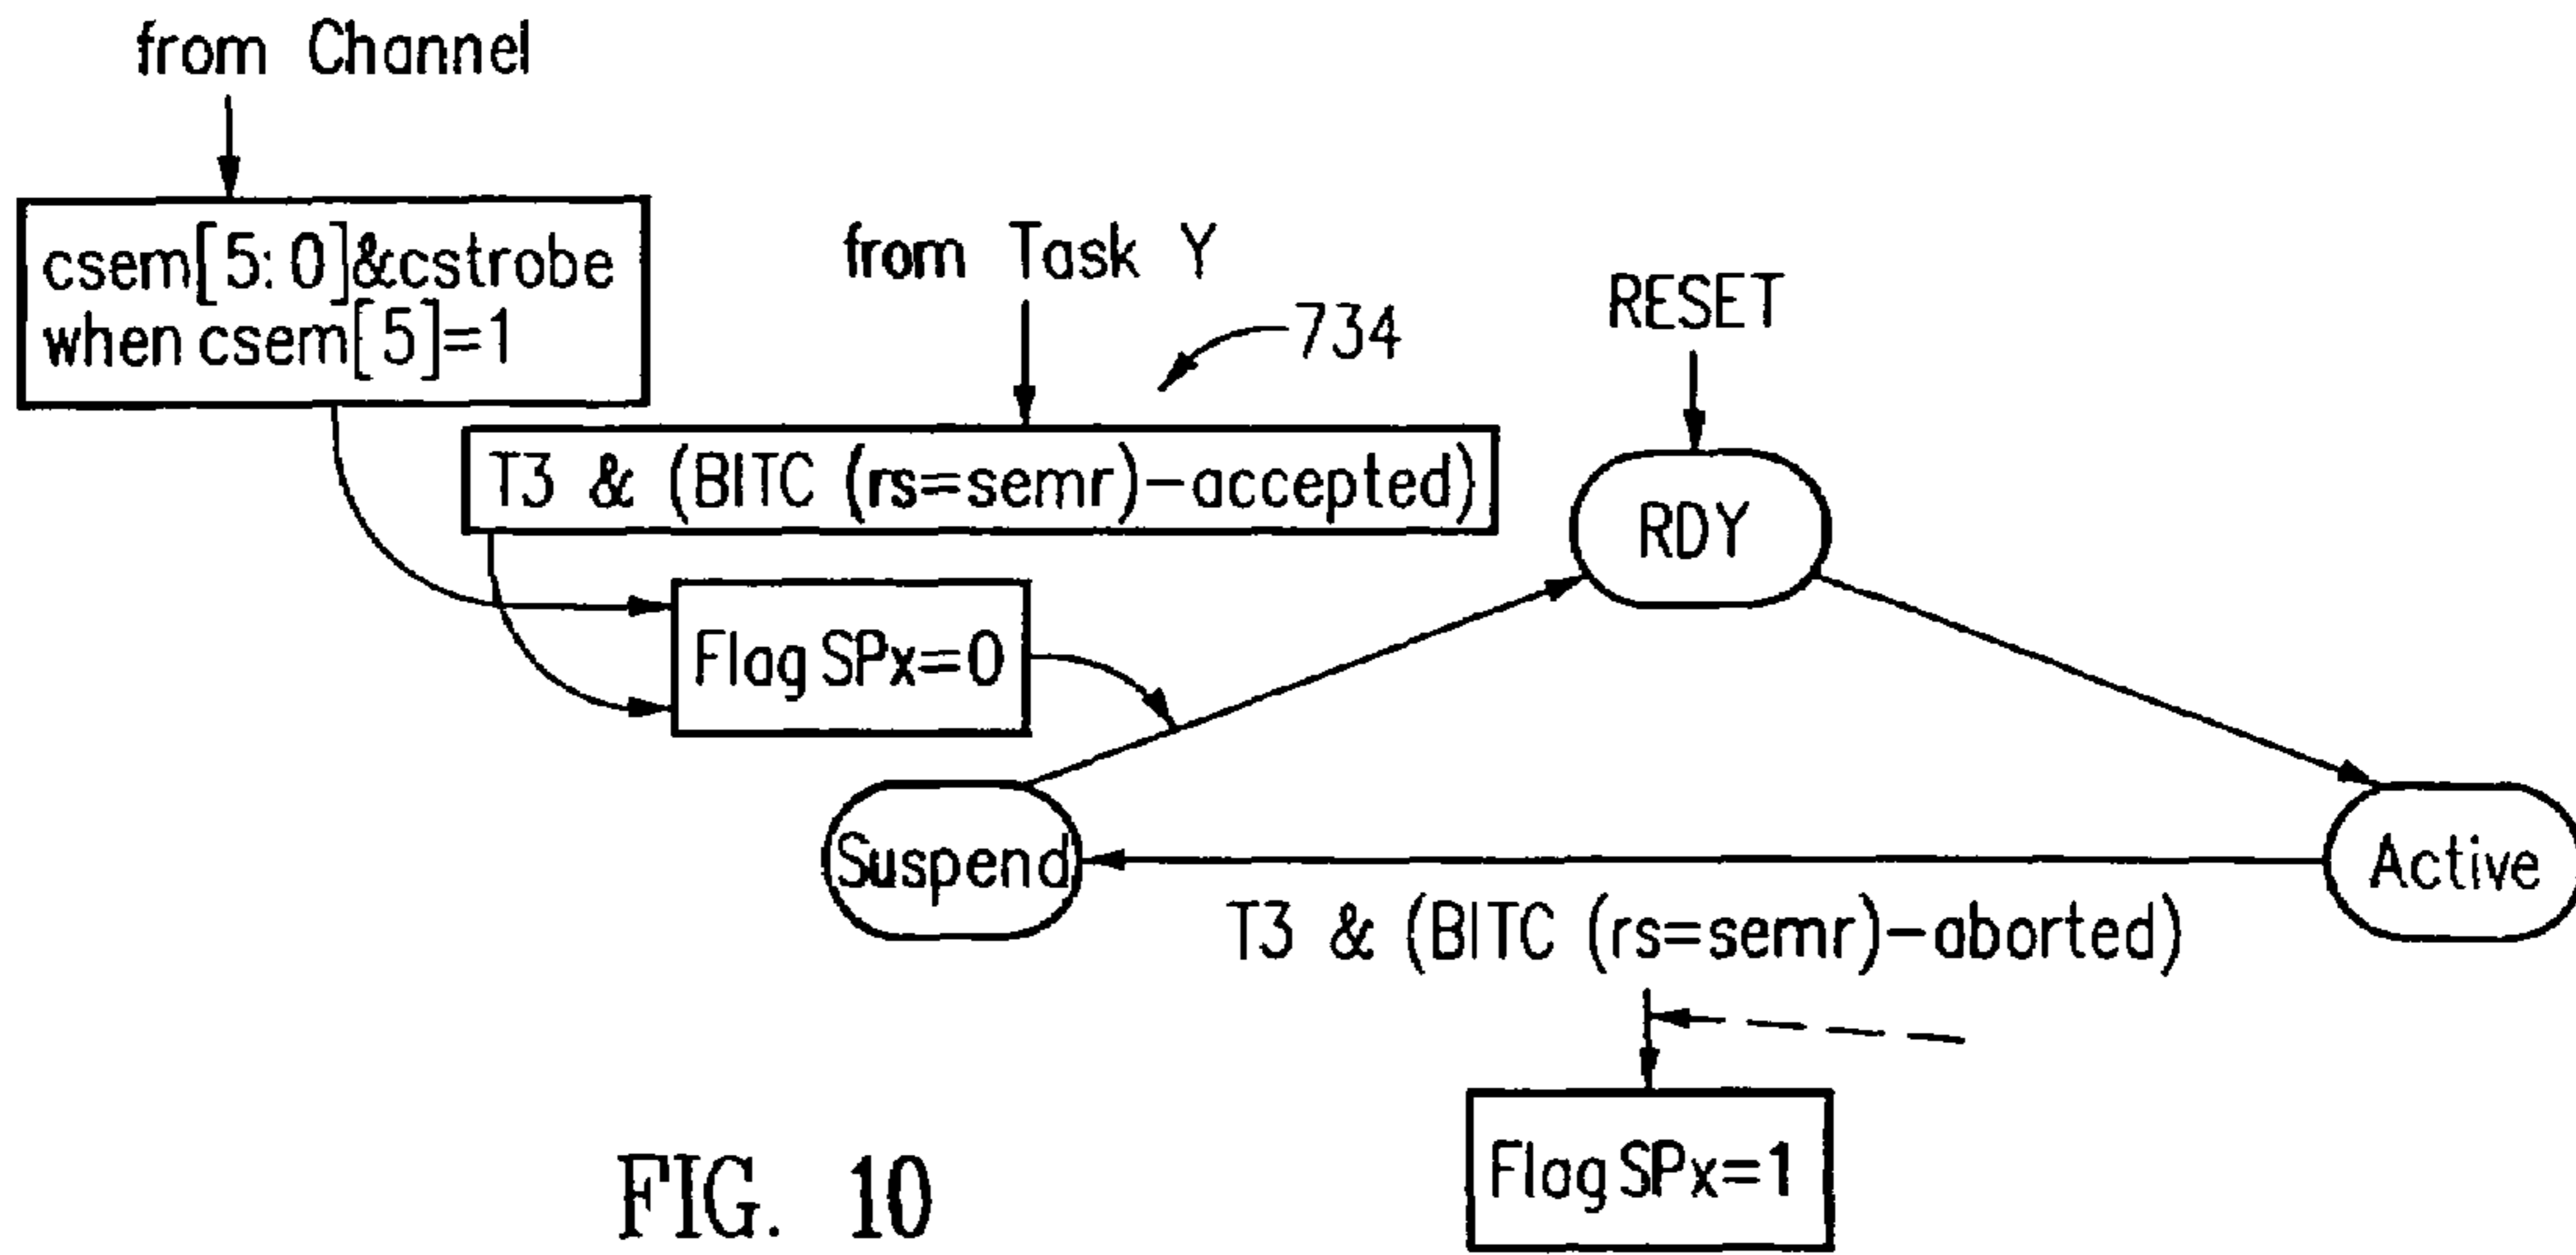 from Channel
csem[5:0]&cstrobe
when csem[5]=1
from Task Y
734
RESET
T3 & (BITC (rs=semr)-accepted)
RDY
Flag SPx=0
Suspend
Active
T3 & (BITC (rs=semr)-aborted)
Flag SPx=1
FIG. 10